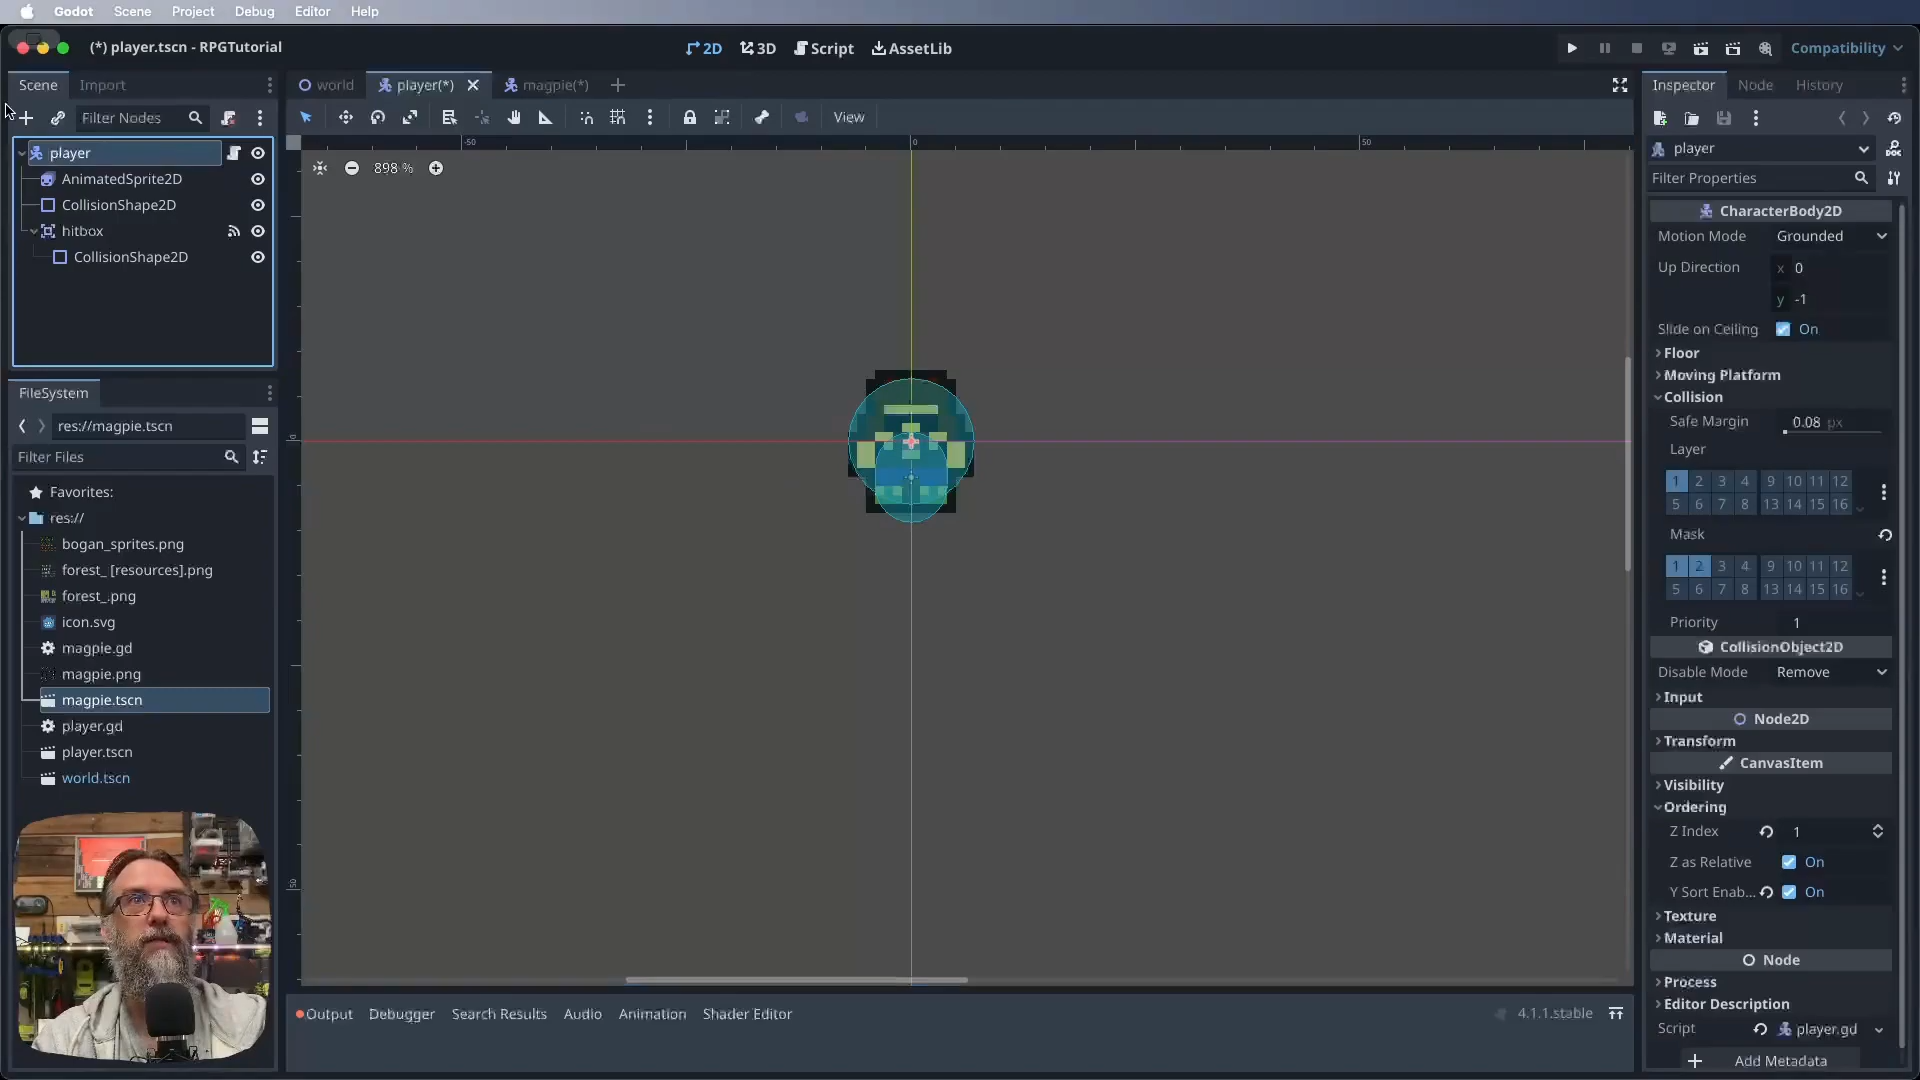 Godot Scene Project Debug Editor Help
(*) player.tscn - RPGTutorial
2D 3D Script AssetLib
Compatibility
Scene Import
world player(*) magpie(*)
Inspector Node History
Filter Nodes
View
player
AnimatedSprite2D
CollisionShape2D
hitbox
CollisionShape2D
FileSystem
res://magpie.tscn
Filter Files
Favorites:
res://
bogan_sprites.png
forest_ [resources].png
forest_.png
icon.svg
magpie.gd
magpie.png
magpie.tscn
player.gd
player.tscn
world.tscn
-50 0 50
898 %
0
50
Output Debugger Search Results Audio Animation Shader Editor
4.1.1.stable
player
Filter Properties
CharacterBody2D
Motion Mode Grounded
Up Direction x 0
y -1
Slide on Ceiling On
Floor
Moving Platform
Collision
Safe Margin 0.08 px
Layer
1 2 3 4 9 10 11 12
5 6 7 8 13 14 15 16
Mask
1 2 3 4 9 10 11 12
5 6 7 8 13 14 15 16
Priority 1
CollisionObject2D
Disable Mode Remove
Input
Node2D
Transform
CanvasItem
Visibility
Ordering
Z Index 1
Z as Relative On
Y Sort Enab... On
Texture
Material
Node
Process
Editor Description
Script player.gd
Add Metadata